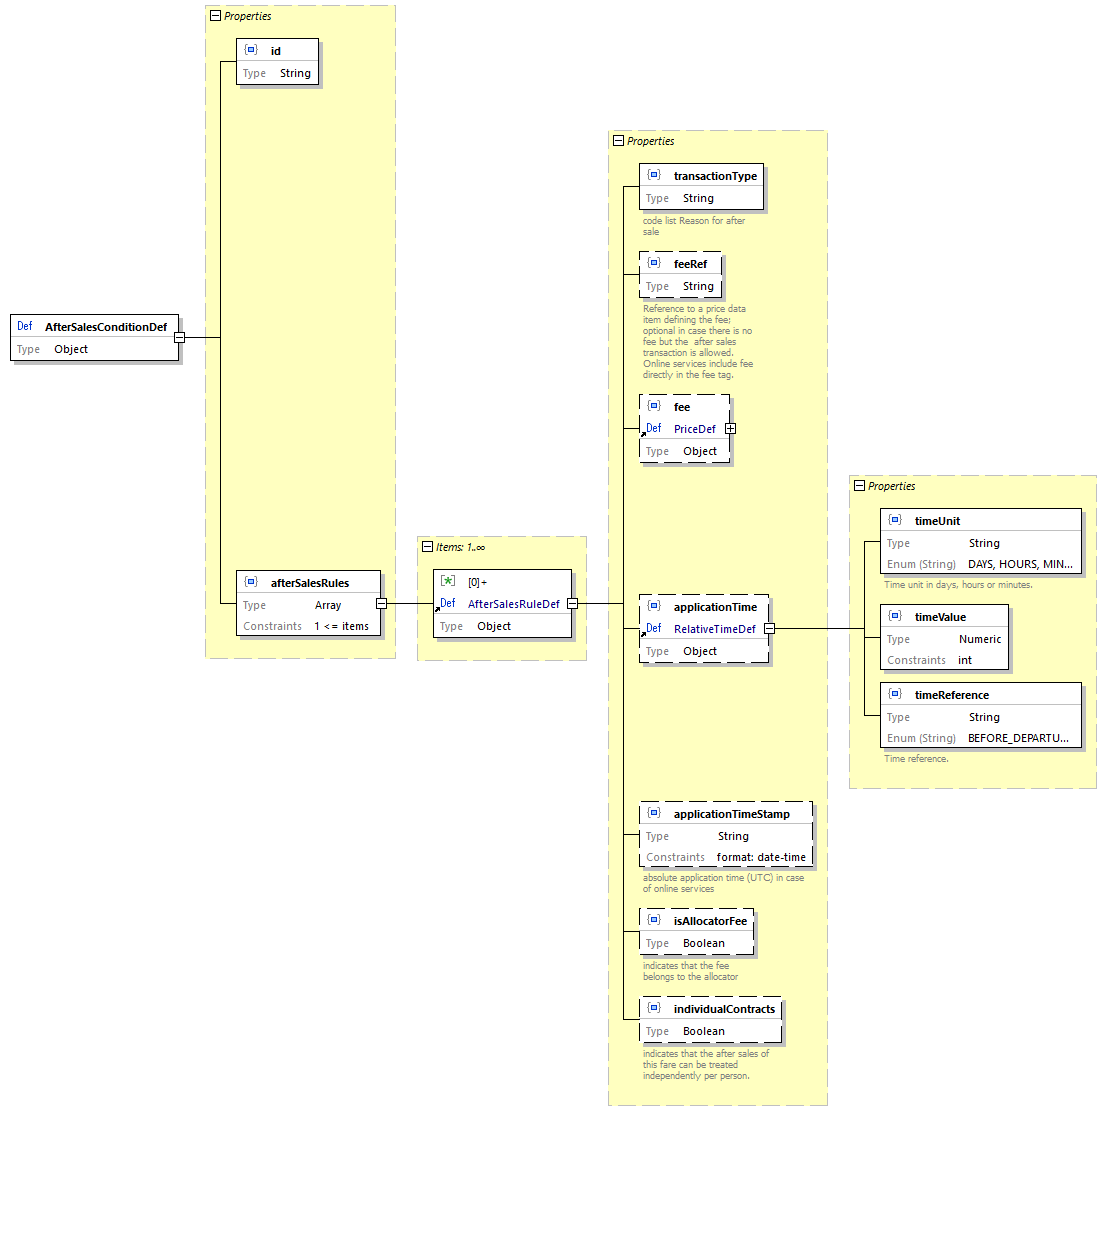 Properties
id
Type String
Def AfterSalesConditionDef
Type Object
afterSalesRules
Type Array
Constraints 1 <= items
Items: 1..∞
[*] [0]+
Def AfterSalesRuleDef
Type Object
Properties
transactionType
Type String
code list Reason for after
sale
feeRef
Type String
Reference to a price data
item defining the fee;
optional in case there is no
fee but the after sales
transaction is allowed.
Online services include fee
directly in the fee tag.
fee
Def PriceDef
Type Object
applicationTime
Def RelativeTimeDef
Type Object
applicationTimeStamp
Type String
Constraints format: date-time
absolute application time (UTC) in case
of online services
isAllocatorFee
Type Boolean
indicates that the fee
belongs to the allocator
individualContracts
Type Boolean
indicates that the after sales of
this fare can be treated
independently per person.
Properties
timeUnit
Type String
Enum (String) DAYS, HOURS, MIN...
Time unit in days, hours or minutes.
timeValue
Type Numeric
Constraints int
timeReference
Type String
Enum (String) BEFORE_DEPARTU...
Time reference.